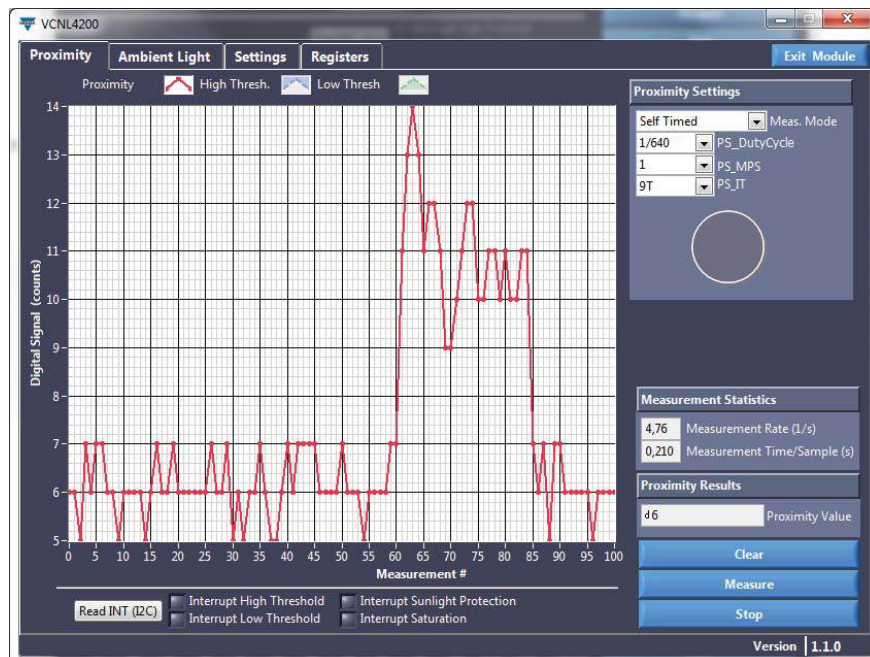 VCNL4200
Proximity Ambient Light Settings Registers Exit Module
Proximity High Thresh. Low Thresh
14
13
12
11
10
9
8
7
6
5
Digital Signal (counts)
0 5 10 15 20 25 30 35 40 45 50 55 60 65 70 75 80 85 90 95 100
Measurement #
Read INT (I2C)
Interrupt High Threshold
Interrupt Low Threshold
Interrupt Sunlight Protection
Interrupt Saturation
Proximity Settings
Self Timed Meas. Mode
1/640 PS_DutyCycle
1 PS_MPS
9T PS_IT
Measurement Statistics
4,76 Measurement Rate (1/s)
0,210 Measurement Time/Sample (s)
Proximity Results
d6 Proximity Value
Clear
Measure
Stop
Version 1.1.0